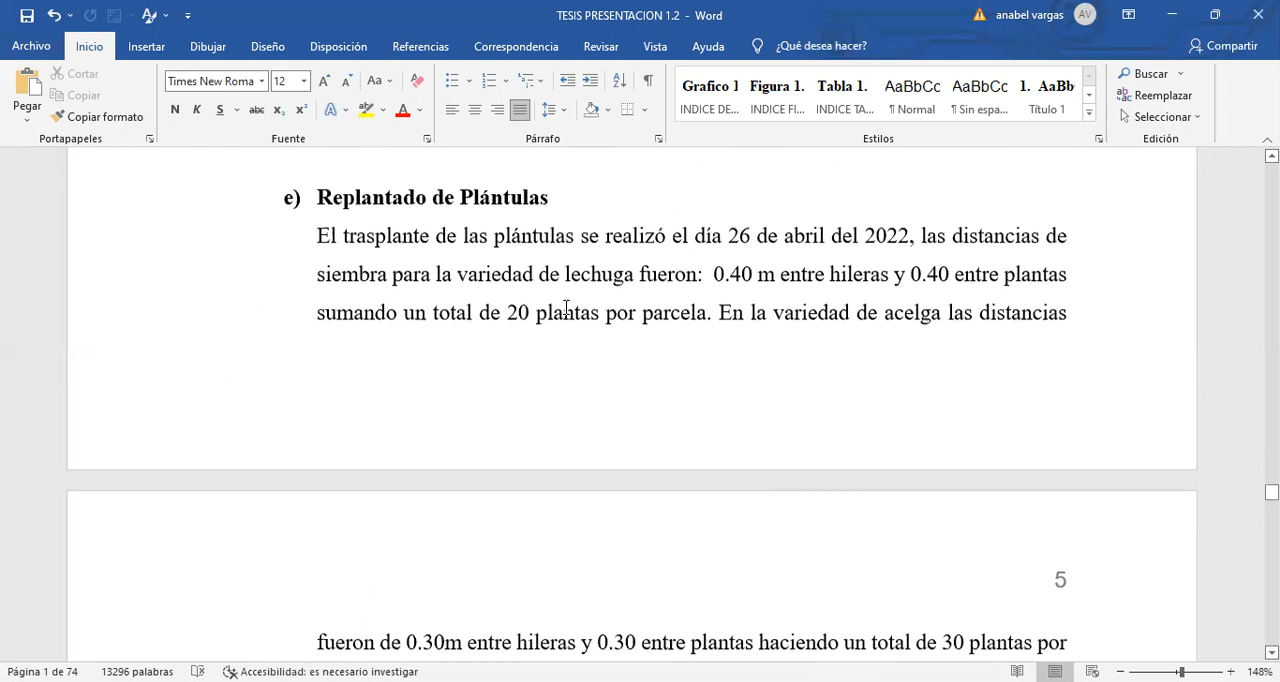 TESIS PRESENTACION 1.2 - Word
anabel vargas
AV
Archivo Inicio Insertar Dibujar Diseño Disposición Referencias Correspondencia Revisar Vista Ayuda ¿Qué desea hacer? Compartir
Pegar
Cortar
Copiar
Copiar formato
Portapapeles
Times New Roma 12
Fuente
Párrafo
Grafico 1 Figura 1. Tabla 1. AaBbCc AaBbCc 1. AaBb
INDICE DE... INDICE FI... INDICE TA... ¶ Normal ¶ Sin espa... Título 1
Estilos
Buscar
Reemplazar
Seleccionar
Edición
e) Replantado de Plántulas
El trasplante de las plántulas se realizó el día 26 de abril del 2022, las distancias de
siembra para la variedad de lechuga fueron: 0.40 m entre hileras y 0.40 entre plantas
sumando un total de 20 plantas por parcela. En la variedad de acelga las distancias
5
fueron de 0.30m entre hileras y 0.30 entre plantas haciendo un total de 30 plantas por
Página 1 de 74 13296 palabras Accesibilidad: es necesario investigar 148%